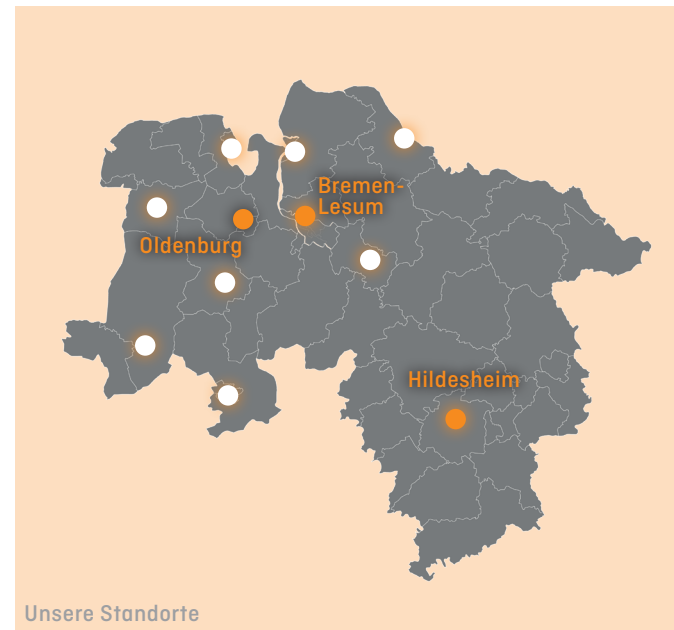 Bremen-
Lesum
Oldenburg
Hildesheim
Unsere Standorte